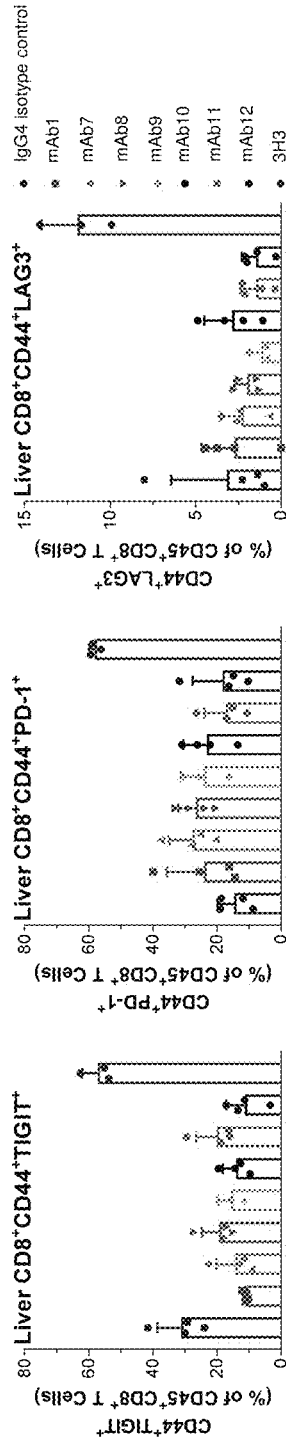 Liver CD8+CD44+TIGIT+
CD44+TIGIT+
(% of CD45+CD8+ T Cells)
80
60
40
20
0
Liver CD8+CD44+PD-1+
CD44+PD-1+
(% of CD45+CD8+ T Cells)
80
60
40
20
0
Liver CD8+CD44+LAG3+
CD44+LAG3+
(% of CD45+CD8+ T Cells)
15
10
5
0
IgG4 isotype control
mAb1
mAb7
mAb8
mAb9
mAb10
mAb11
mAb12
3H3